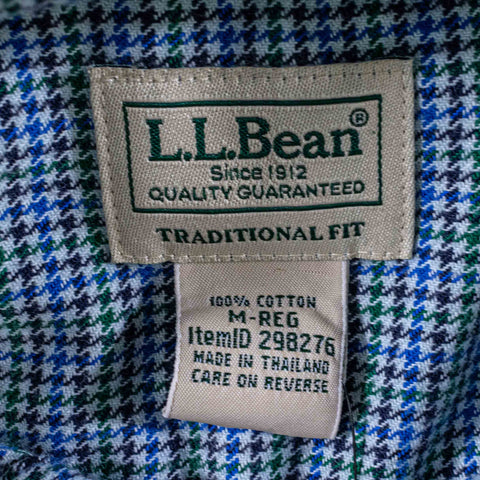 L.L.Bean®
Since 1912
QUALITY GUARANTEED
TRADITIONAL FIT
100% COTTON
M-REG
ItemID 298276
MADE IN THAILAND
CARE ON REVERSE